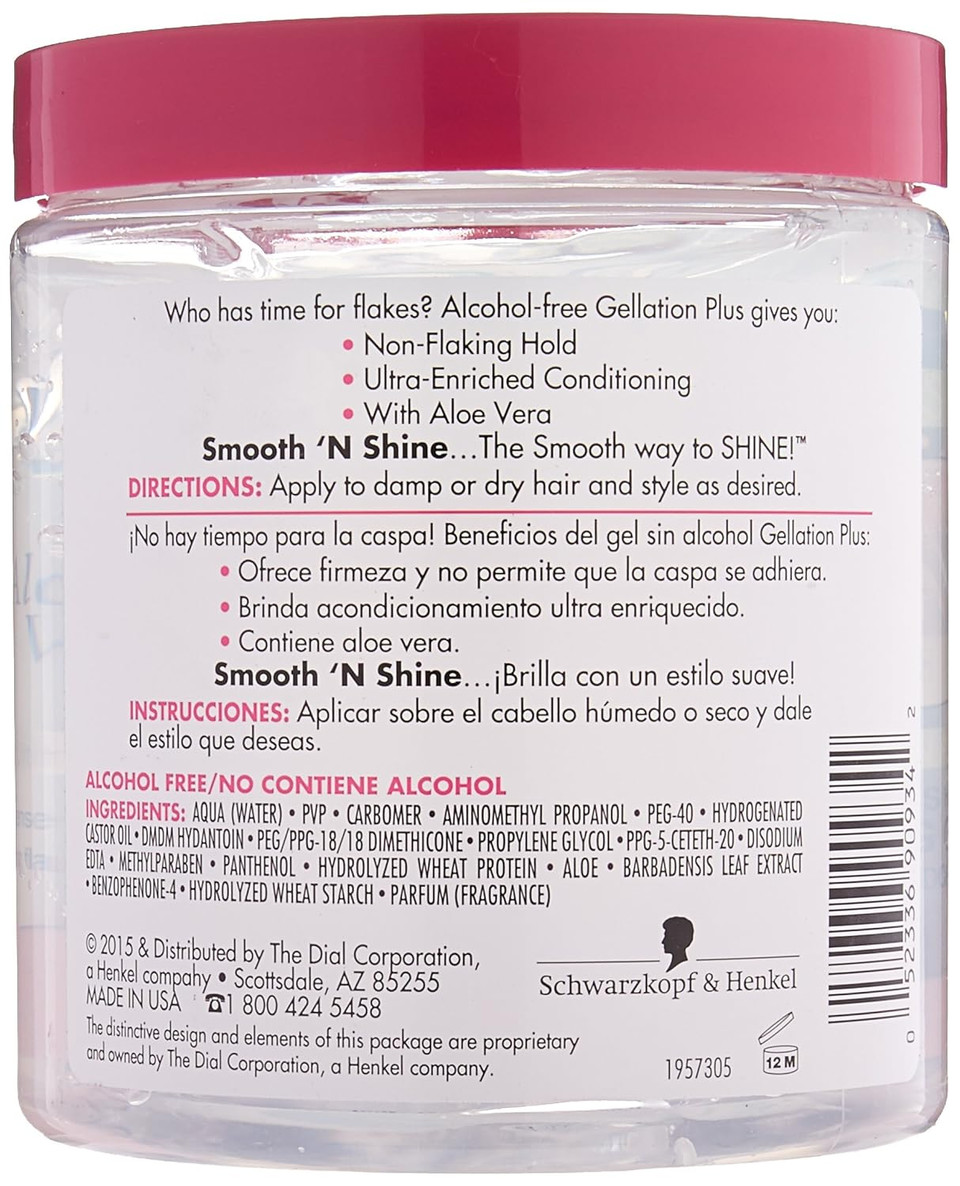 Who has time for flakes? Alcohol-free Gellation Plus gives you:
• Non-Flaking Hold
• Ultra-Enriched Conditioning
• With Aloe Vera
Smooth 'N Shine...The Smooth way to SHINE!™
DIRECTIONS: Apply to damp or dry hair and style as desired.
¡No hay tiempo para la caspa! Beneficios del gel sin alcohol Gellation Plus:
• Ofrece firmeza y no permite que la caspa se adhiera.
• Brinda acondicionamiento ultra enriquecido.
• Contiene aloe vera.
Smooth 'N Shine...¡Brilla con un estilo suave!
INSTRUCCIONES: Aplicar sobre el cabello húmedo o seco y dale
el estilo que deseas.
ALCOHOL FREE/NO CONTIENE ALCOHOL
INGREDIENTS: AQUA (WATER) • PVP • CARBOMER • AMINOMETHYL PROPANOL • PEG-40 • HYDROGENATED
CASTOR OIL • DMDM HYDANTOIN • PEG/PPG-18/18 DIMETHICONE • PROPYLENE GLYCOL • PPG-5-CETETH-20 • DISODIUM
EDTA • METHYLPARABEN • PANTHENOL • HYDROLYZED WHEAT PROTEIN • ALOE • BARBADENSIS LEAF EXTRACT
• BENZOPHENONE-4 • HYDROLYZED WHEAT STARCH • PARFUM (FRAGRANCE)
© 2015 & Distributed by The Dial Corporation,
a Henkel company • Scottsdale, AZ 85255
MADE IN USA ☎1 800 424 5458
The distinctive design and elements of this package are proprietary
and owned by The Dial Corporation, a Henkel company.
Schwarzkopf & Henkel
1957305
12 M
0 52336 90934 2